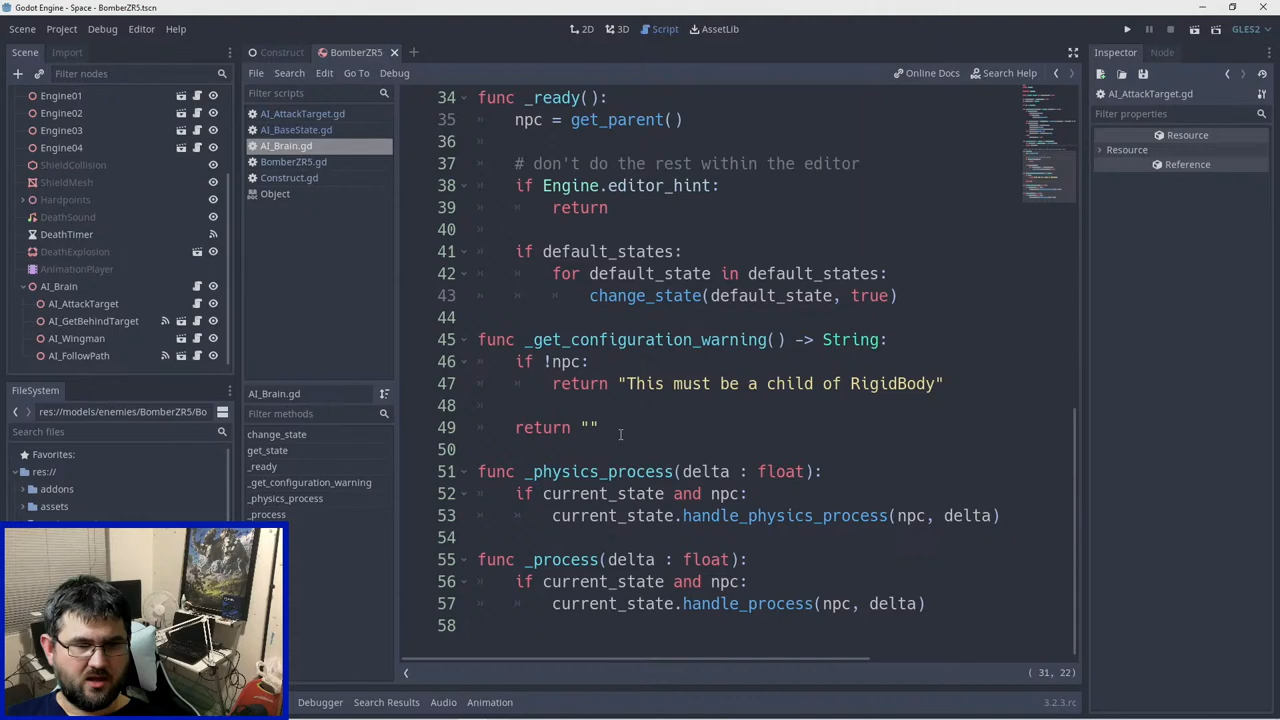 Godot Engine - Space - BomberZR5.tscn
Scene Project Debug Editor Help
2D 3D Script AssetLib
GLES2
Scene Import
Filter nodes
Engine01
Engine02
Engine03
Engine04
ShieldCollision
ShieldMesh
Hardpoints
DeathSound
DeathTimer
DeathExplosion
AnimationPlayer
AI_Brain
AI_AttackTarget
AI_GetBehindTarget
AI_Wingman
AI_FollowPath
FileSystem
res://models/enemies/BomberZR5/Bo
Search files
Favorites:
res://
addons
assets
Construct BomberZR5
File Search Edit Go To Debug
Online Docs Search Help
Filter scripts
AI_AttackTarget.gd
AI_BaseState.gd
AI_Brain.gd
BomberZR5.gd
Construct.gd
Object
AI_Brain.gd
Filter methods
change_state
get_state
_ready
_get_configuration_warning
_physics_process
_process
34 func _ready():
35 npc = get_parent()
36
37 # don't do the rest within the editor
38 if Engine.editor_hint:
39 return
40
41 if default_states:
42 for default_state in default_states:
43 change_state(default_state, true)
44
45 func _get_configuration_warning() -> String:
46 if !npc:
47 return "This must be a child of RigidBody"
48
49 return ""
50
51 func _physics_process(delta : float):
52 if current_state and npc:
53 current_state.handle_physics_process(npc, delta)
54
55 func _process(delta : float):
56 if current_state and npc:
57 current_state.handle_process(npc, delta)
58
( 31, 22)
Debugger Search Results Audio Animation
3.2.3.rc
Inspector Node
AI_AttackTarget.gd
Filter properties
Resource
Resource
Reference